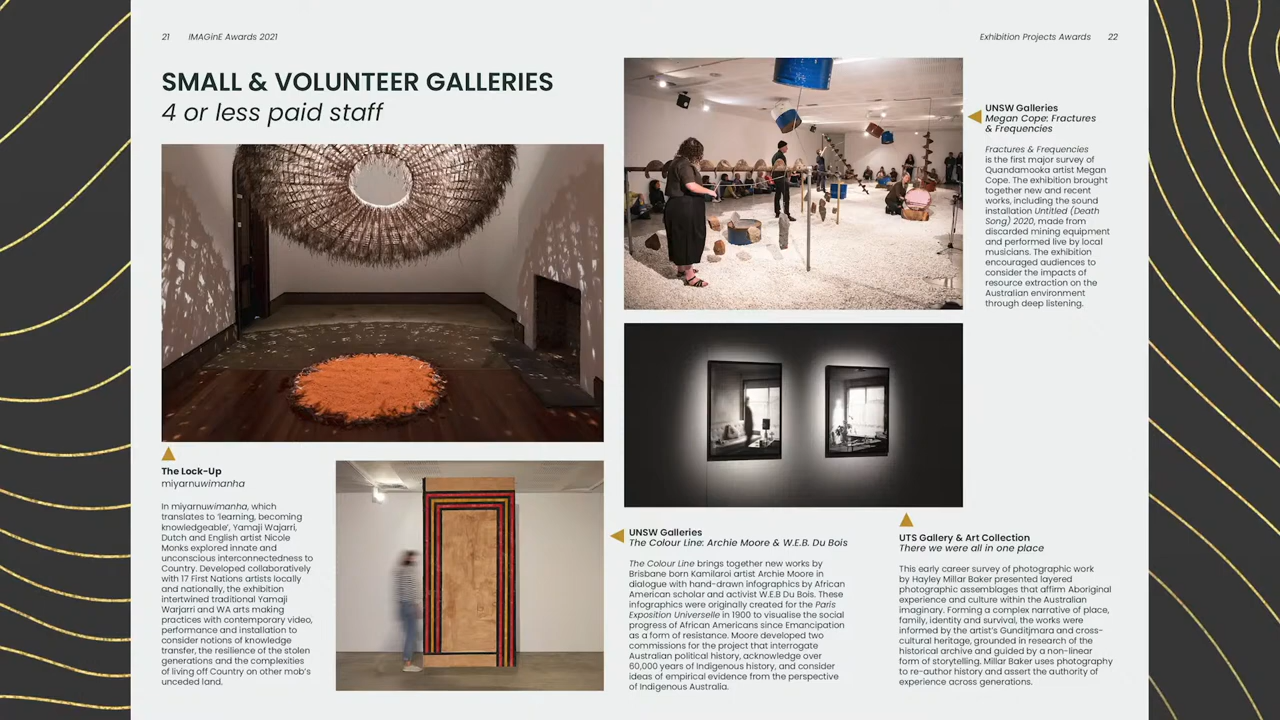 21 IMAGinE Awards 2021
Exhibition Projects Awards 22
SMALL & VOLUNTEER GALLERIES
4 or less paid staff
The Lock-Up
miyarnuwimanha
In miyarnuwimanha, which
translates to 'learning, becoming
knowledgeable', Yamaji Wajarri,
Dutch and English artist Nicole
Monks explored innate and
unconscious interconnectedness to
Country. Developed collaboratively
with 17 First Nations artists locally
and nationally, the exhibition
intertwined traditional Yamaji
Warjarri and WA arts making
practices with contemporary video,
performance and installation to
consider notions of knowledge
transfer, the resilience of the stolen
generations and the complexities
of living off Country on other mob's
unceded land.
UNSW Galleries
Megan Cope: Fractures
& Frequencies
Fractures & Frequencies
is the first major survey of
Quandamooka artist Megan
Cope. The exhibition brought
together new and recent
works, including the sound
installation Untitled (Death
Song) 2020, made from
discarded mining equipment
and performed live by local
musicians. The exhibition
encouraged audiences to
consider the impacts of
resource extraction on the
Australian environment
through deep listening.
UNSW Galleries
The Colour Line: Archie Moore & W.E.B. Du Bois
The Colour Line brings together new works by
Brisbane born Kamilaroi artist Archie Moore in
dialogue with hand-drawn infographics by African
American scholar and activist W.E.B Du Bois. These
infographics were originally created for the Paris
Exposition Universelle in 1900 to visualise the social
progress of African Americans since Emancipation
as a form of resistance. Moore developed two
commissions for the project that interrogate
Australian political history, acknowledge over
60,000 years of Indigenous history, and consider
ideas of empirical evidence from the perspective
of Indigenous Australia.
UTS Gallery & Art Collection
There we were all in one place
This early career survey of photographic work
by Hayley Millar Baker presented layered
photographic assemblages that affirm Aboriginal
experience and culture within the Australian
imaginary. Forming a complex narrative of place,
family, identity and survival, the works were
informed by the artist's Gunditjmara and cross-
cultural heritage, grounded in research of the
historical archive and guided by a non-linear
form of storytelling. Millar Baker uses photography
to re-author history and assert the authority of
experience across generations.